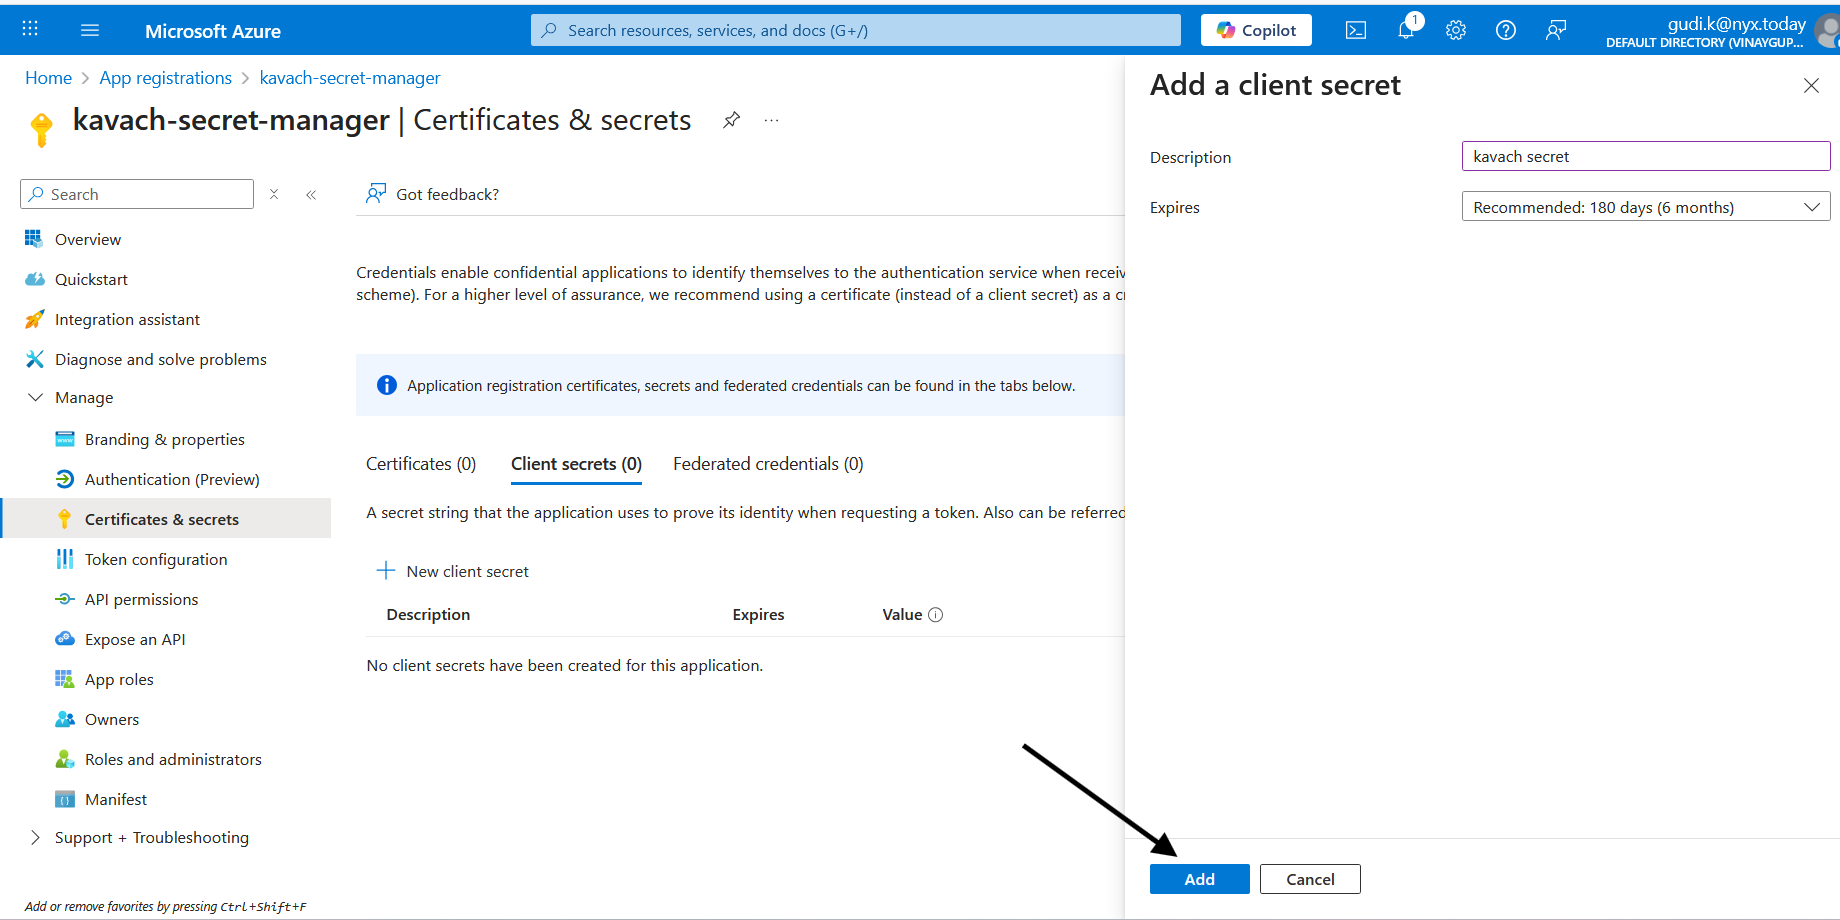 Microsoft Azure
Search resources, services, and docs (G+/)
Copilot
1
gudi.k@nyx.today
DEFAULT DIRECTORY (VINAYGUP...
Home > App registrations > kavach-secret-manager
kavach-secret-manager | Certificates & secrets
...
Search
Overview
Quickstart
Integration assistant
Diagnose and solve problems
Manage
Branding & properties
Authentication (Preview)
Certificates & secrets
Token configuration
API permissions
Expose an API
App roles
Owners
Roles and administrators
Manifest
Support + Troubleshooting
Add or remove favorites by pressing Ctrl+Shift+F
Got feedback?
Credentials enable confidential applications to identify themselves to the authentication service when receiv
scheme). For a higher level of assurance, we recommend using a certificate (instead of a client secret) as a c
Application registration certificates, secrets and federated credentials can be found in the tabs below.
Certificates (0)
Client secrets (0)
Federated credentials (0)
A secret string that the application uses to prove its identity when requesting a token. Also can be referred
New client secret
Description
Expires
Value
No client secrets have been created for this application.
Add a client secret
Description
kavach secret
Expires
Recommended: 180 days (6 months)
Add
Cancel